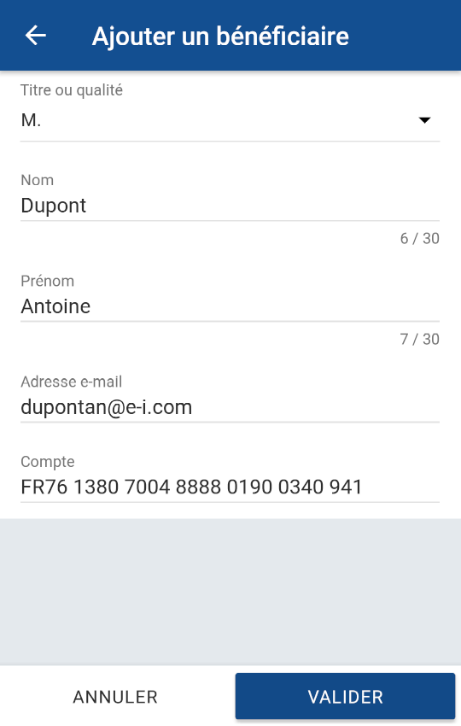 Ajouter un bénéficiaire
Titre ou qualité
M.
Nom
Dupont
6 / 30
Prénom
Antoine
7 / 30
Adresse e-mail
dupontan@e-i.com
Compte
FR76 1380 7004 8888 0190 0340 941
ANNULER
VALIDER